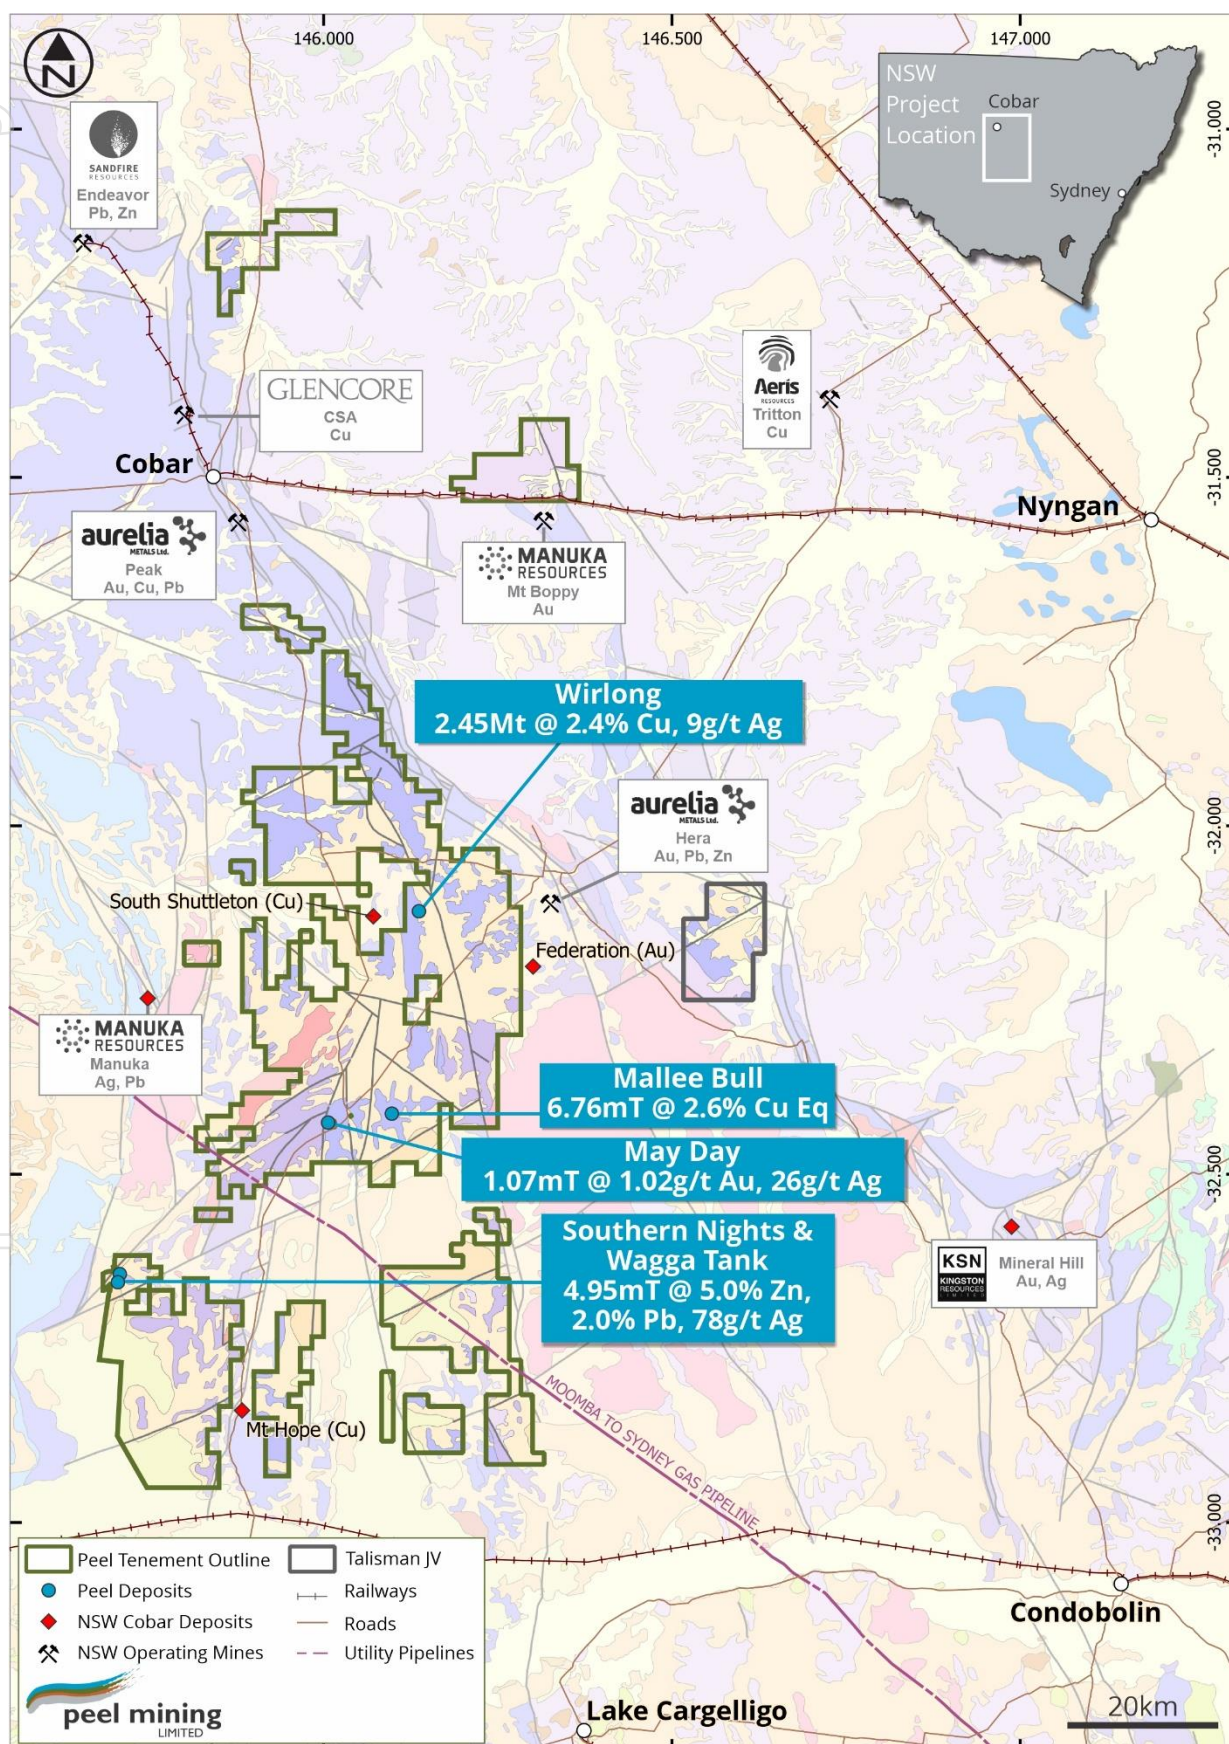 146.000
146.500
147.000
N
NSW
Project
Location
Cobar
Sydney
-31.000
SANDFIRE
RESOURCES
Endeavor
Pb, Zn
GLENCORE
CSA
Cu
Aeris
RESOURCES
Tritton
Cu
Cobar
-31.500
Nyngan
aurelia
METALS Ltd.
Peak
Au, Cu, Pb
MANUKA
RESOURCES
Mt Boppy
Au
Wirlong
2.45Mt @ 2.4% Cu, 9g/t Ag
aurelia
METALS Ltd.
Hera
Au, Pb, Zn
-32.000
South Shuttleton (Cu)
Federation (Au)
MANUKA
RESOURCES
Manuka
Ag, Pb
Mallee Bull
6.76mT @ 2.6% Cu Eq
May Day
1.07mT @ 1.02g/t Au, 26g/t Ag
-32.500
Southern Nights &
Wagga Tank
4.95mT @ 5.0% Zn,
2.0% Pb, 78g/t Ag
KSN
KINGSTON
RESOURCES
LIMITED
Mineral Hill
Au, Ag
Mt Hope (Cu)
MOOMBA TO SYDNEY GAS PIPELINE
-33.000
Peel Tenement Outline
Talisman JV
Peel Deposits
Railways
NSW Cobar Deposits
Roads
NSW Operating Mines
Utility Pipelines
peel mining
LIMITED
Condobolin
Lake Cargelligo
20km